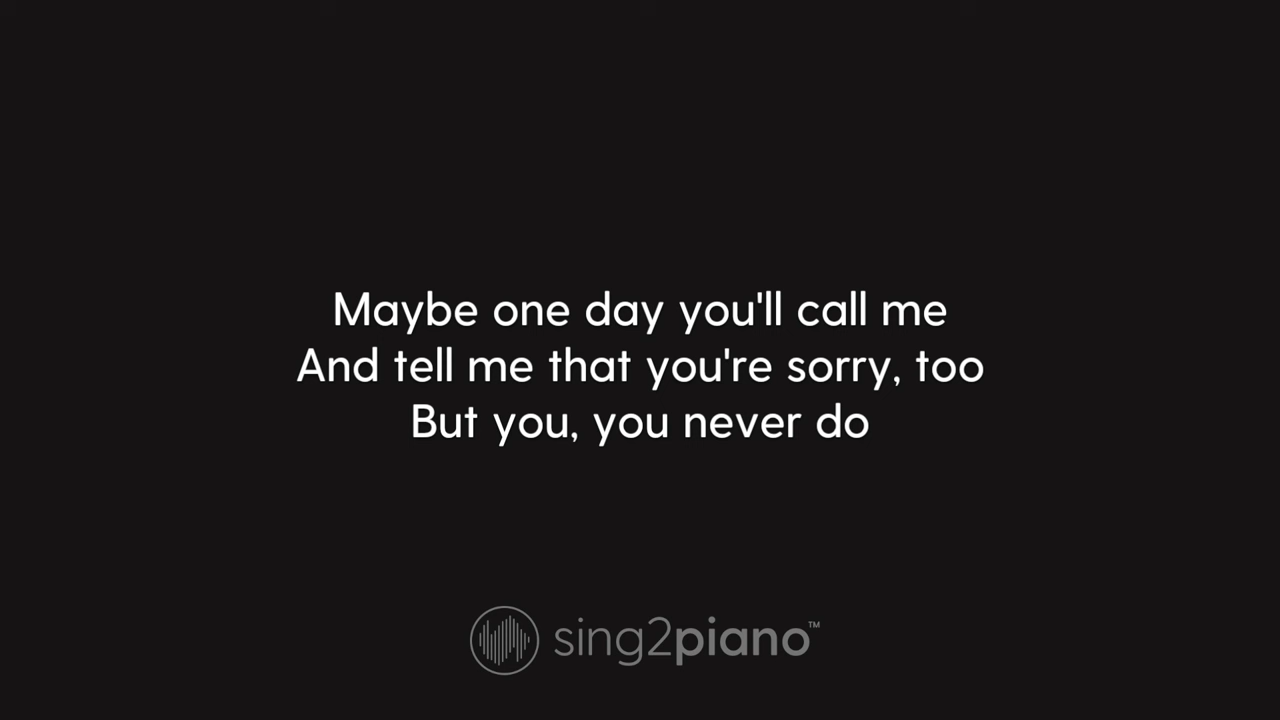 Maybe one day you'll call me
And tell me that you're sorry, too
But you, you never do
sing2piano™